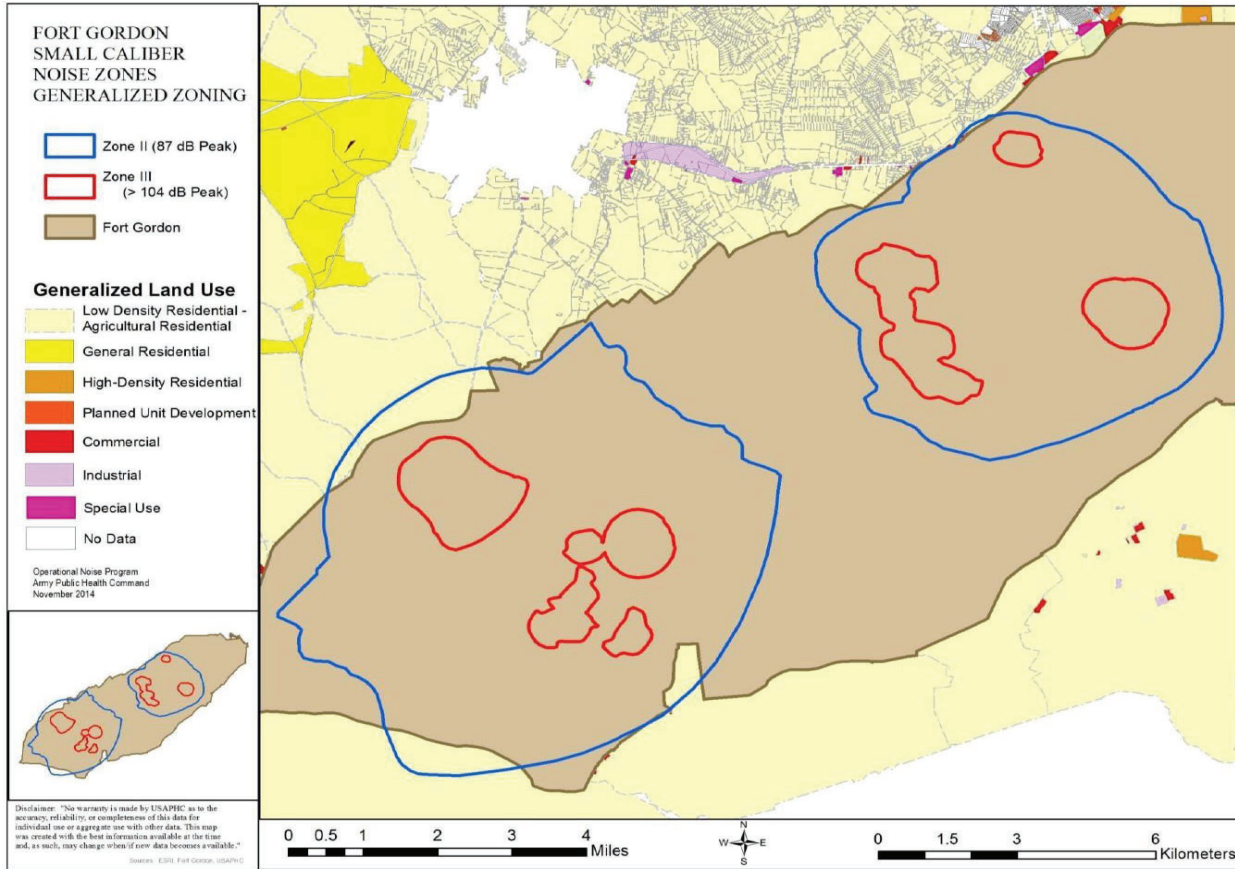 FORT GORDON
SMALL CALIBER
NOISE ZONES
GENERALIZED ZONING
Zone II (87 dB Peak)
Zone III
(> 104 dB Peak)
Fort Gordon
Generalized Land Use
Low Density Residential -
Agricultural Residential
General Residential
High-Density Residential
Planned Unit Development
Commercial
Industrial
Special Use
No Data
Operational Noise Program
Army Public Health Command
November 2014
Disclaimer: "No warranty is made by USAPHC as to the
accuracy, reliability, or completeness of this data for
individual use or aggregate use with other data. This map
was created with the best information available at the time
and, as such, may change when/if new data becomes available."
Sources: ESRI, Fort Gordon, USAPHC
0 0.5 1 2 3 4
Miles
N
W E
S
0 1.5 3 6
Kilometers